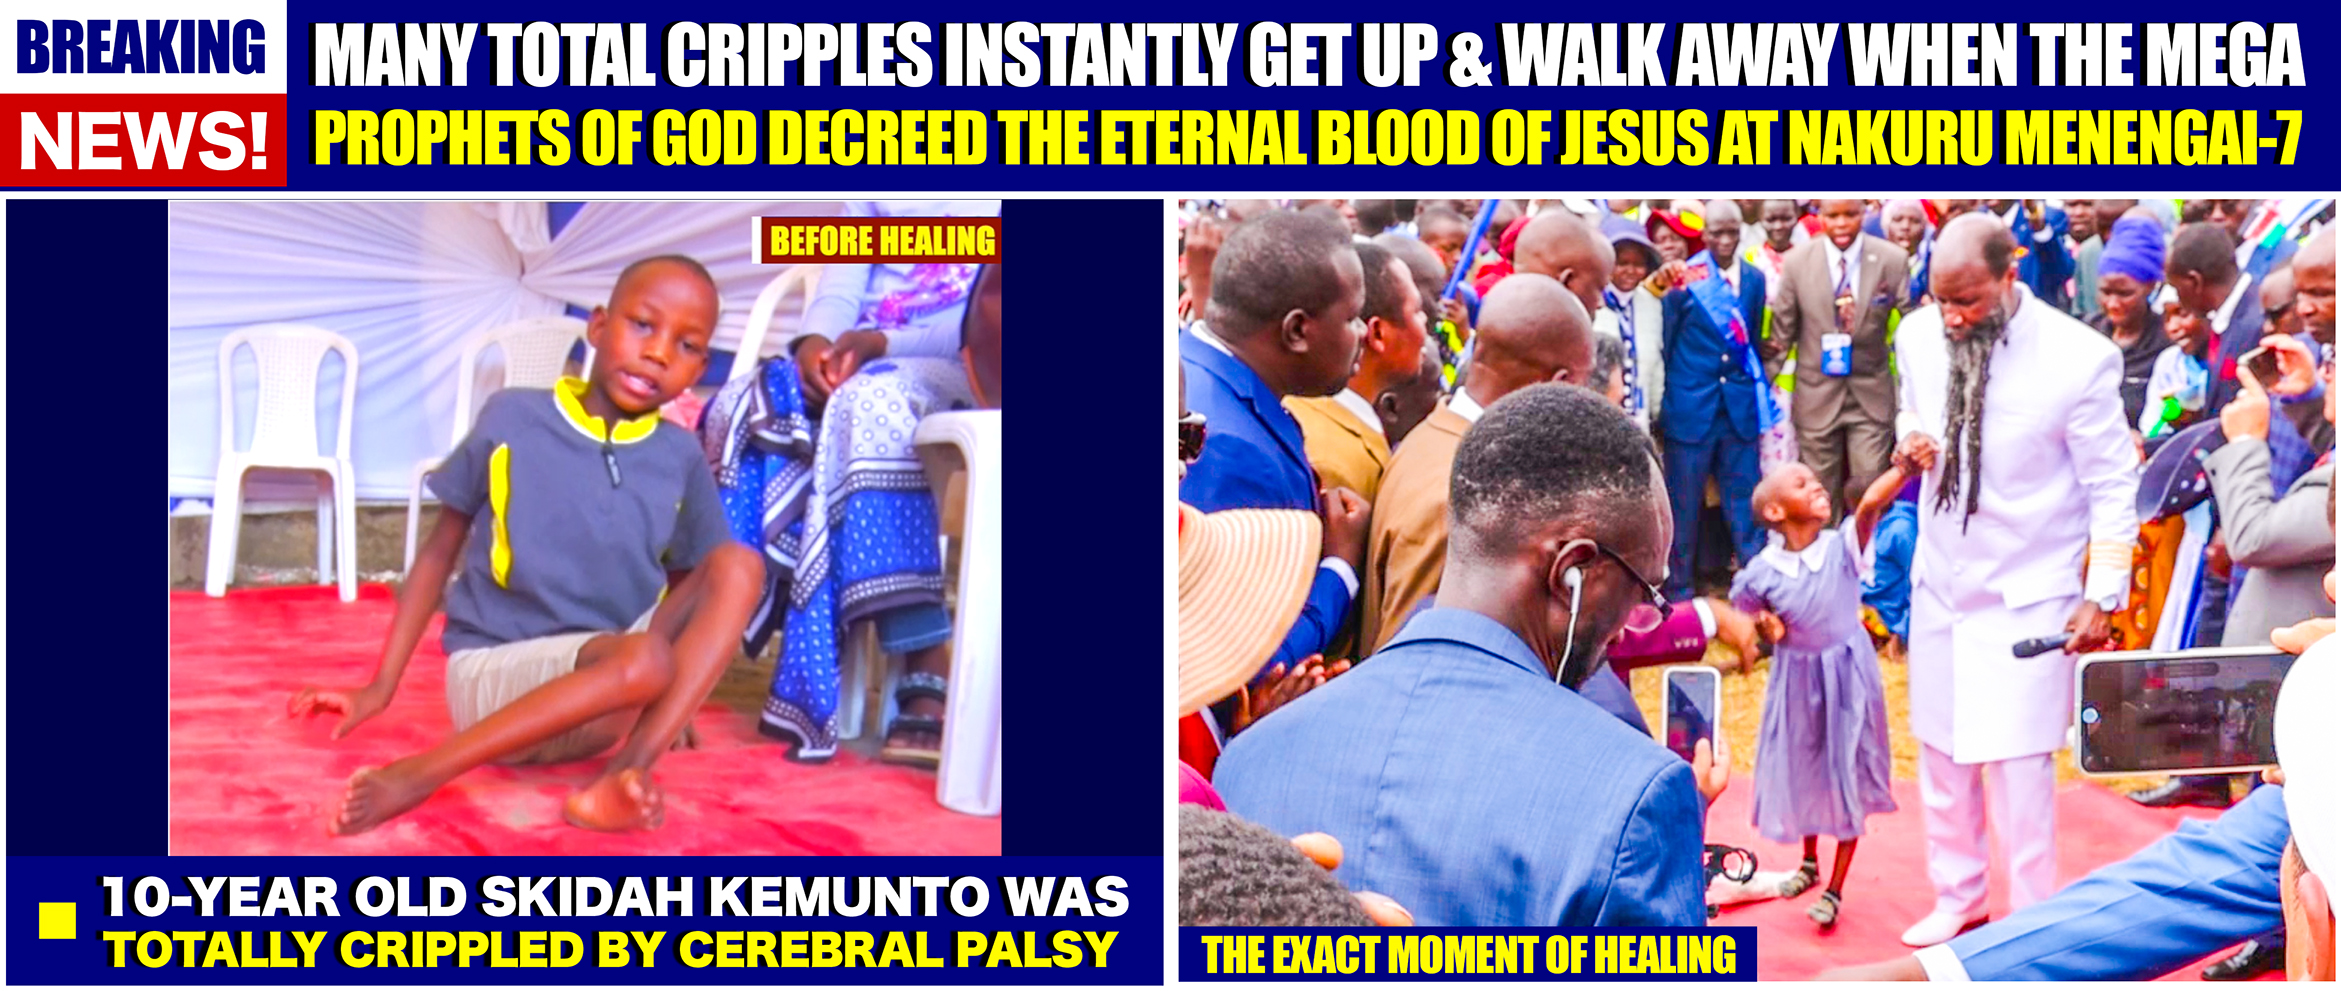 BREAKING
NEWS!
MANY TOTAL CRIPPLES INSTANTLY GET UP & WALK AWAY WHEN THE MEGA
PROPHETS OF GOD DECREED THE ETERNAL BLOOD OF JESUS AT NAKURU MENENGAI-7
BEFORE HEALING
10-YEAR OLD SKIDAH KEMUNTO WAS
TOTALLY CRIPPLED BY CEREBRAL PALSY
THE EXACT MOMENT OF HEALING